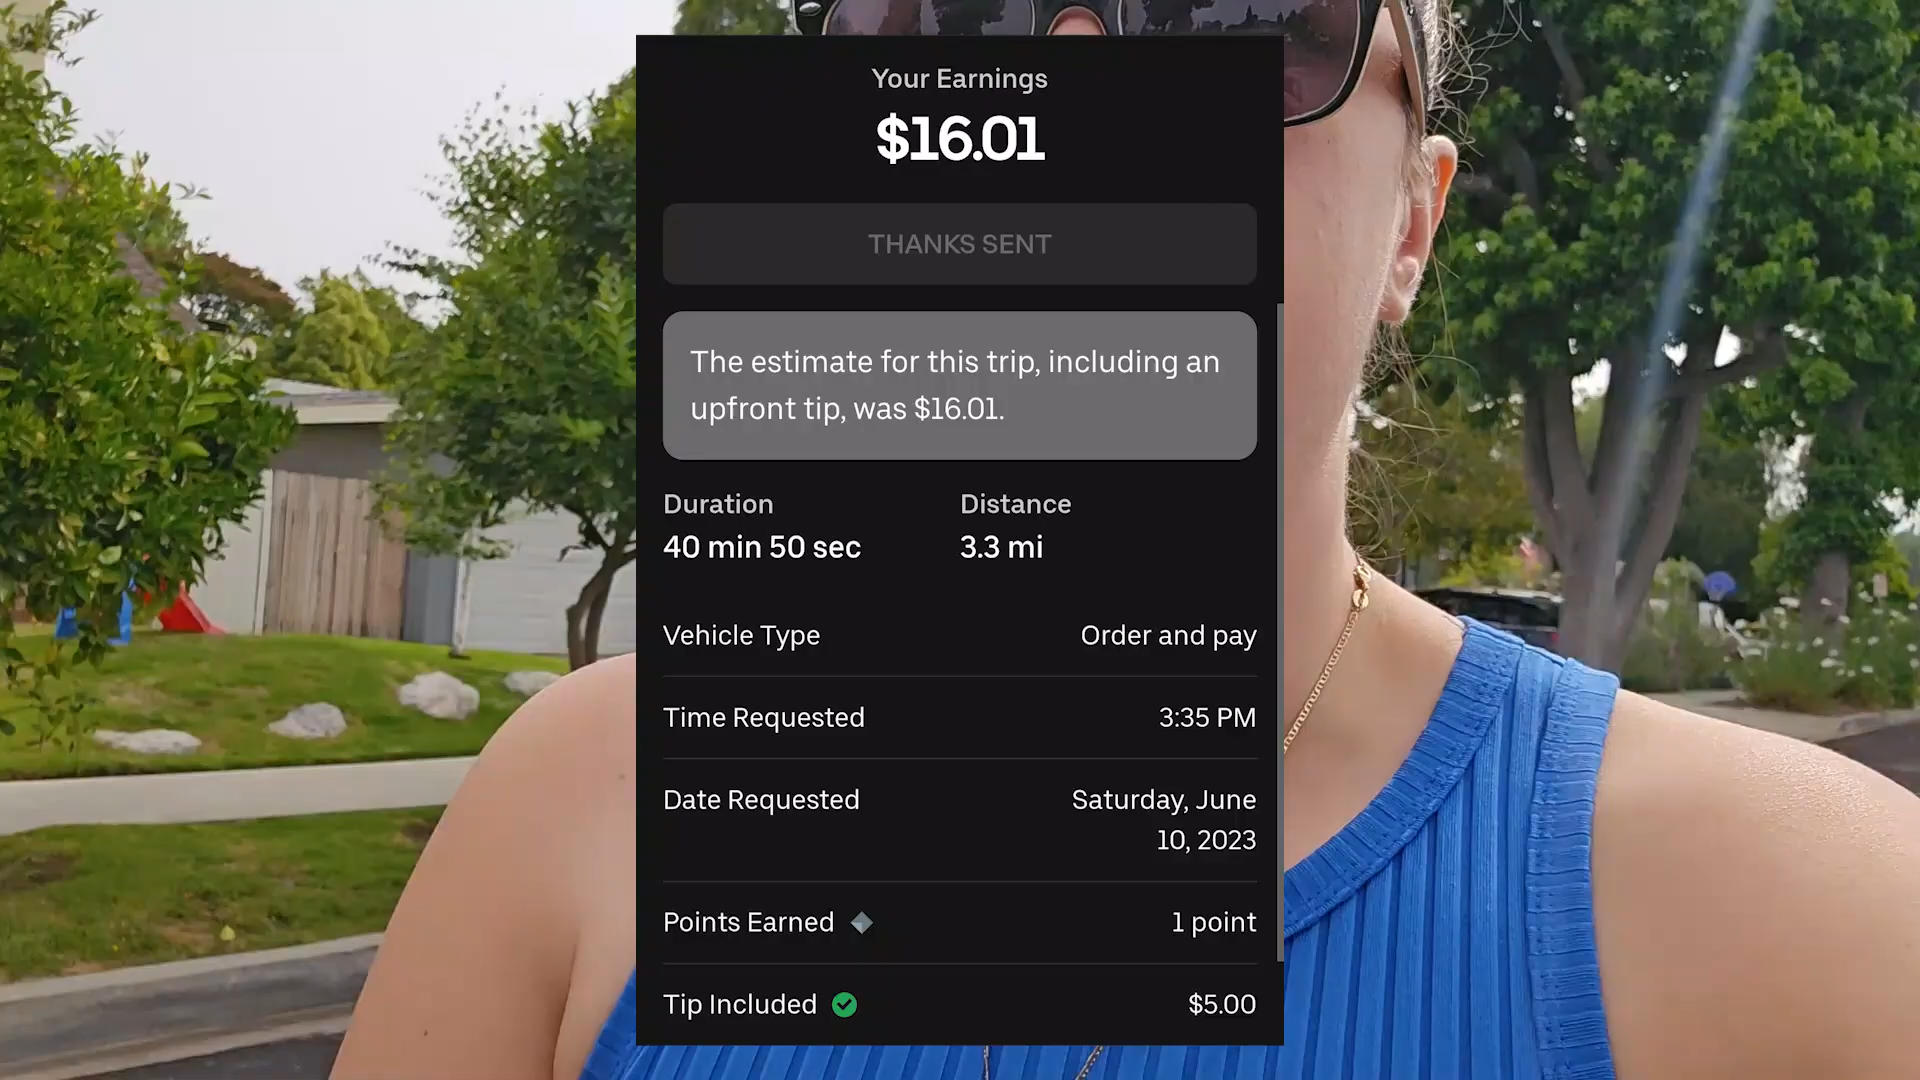 Your Earnings
$16.01
THANKS SENT
The estimate for this trip, including an
upfront tip, was $16.01.
Duration
Distance
40 min 50 sec
3.3 mi
Vehicle Type
Order and pay
Time Requested
3:35 PM
Date Requested
Saturday, June
10, 2023
Points Earned
1 point
Tip Included
$5.00